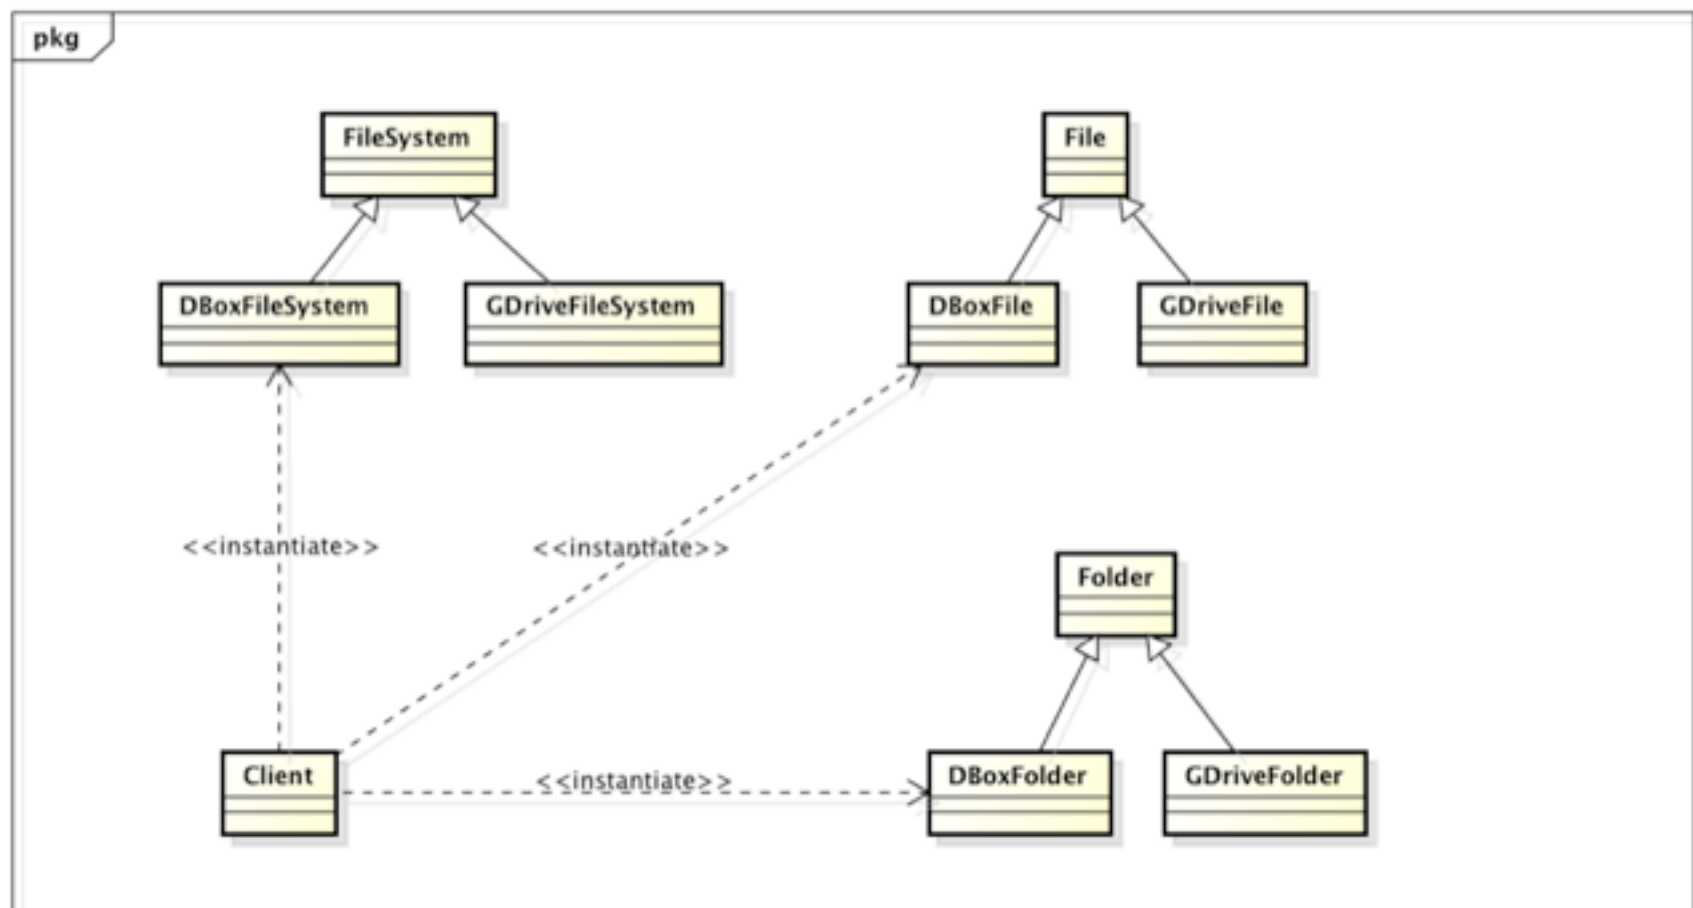 pkg
FileSystem
File
DBoxFileSystem
GDriveFileSystem
DBoxFile
GDriveFile
<<instantiate>>
<<instantiate>>
Folder
Client
<<instantiate>>
DBoxFolder
GDriveFolder